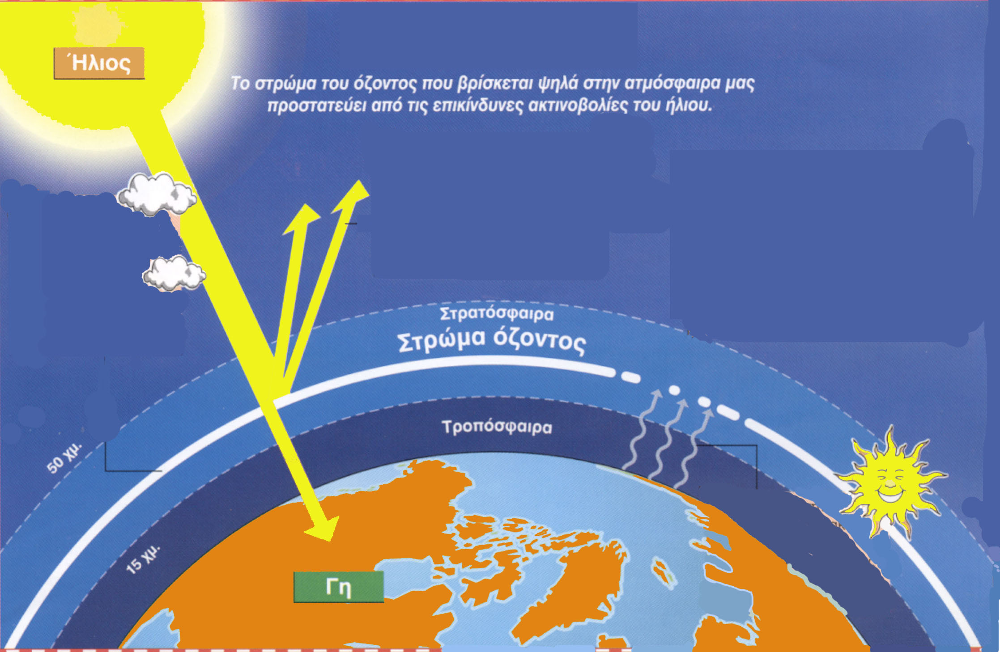 Ήλιος
Το στρώμα του όζοντος που βρίσκεται ψηλά στην ατμόσφαιρα μας
προστατεύει από τις επικίνδυνες ακτινοβολίες του ήλιου.
Στρατόσφαιρα
Στρώμα όζοντος
Τροπόσφαιρα
50 χμ.
15 χμ.
Γη